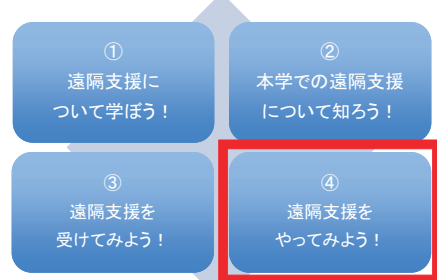 ①
遠隔支援に
ついて学ぼう！
②
本学での遠隔支援
について知ろう！
③
遠隔支援を
受けてみよう！
④
遠隔支援を
やってみよう！